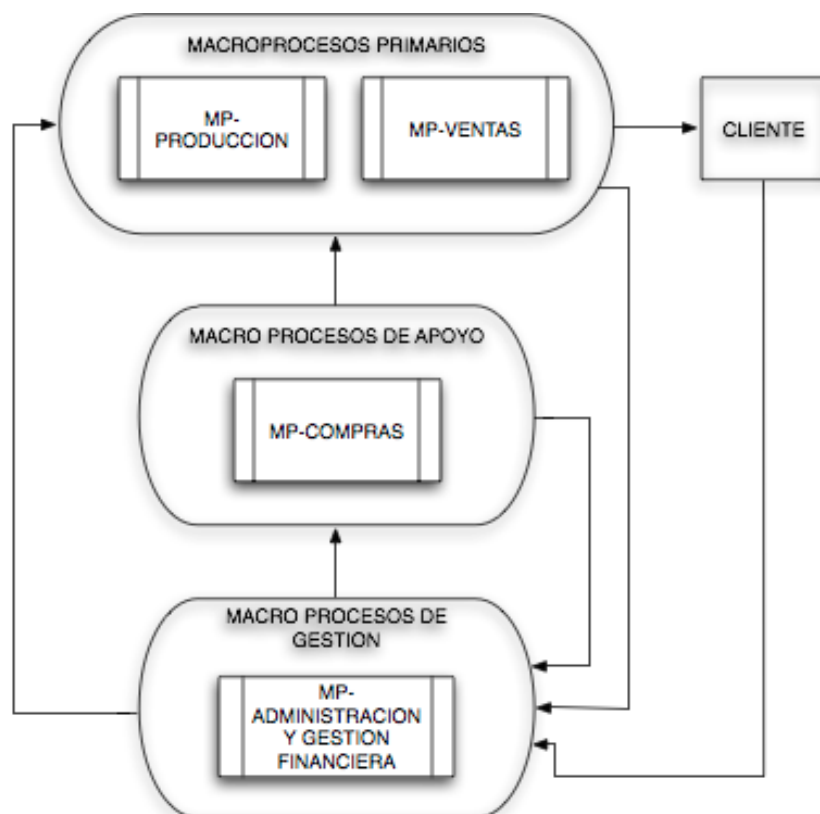 MACROPROCESOS PRIMARIOS
MP-
PRODUCCION
MP-VENTAS
CLIENTE
MACRO PROCESOS DE APOYO
MP-COMPRAS
MACRO PROCESOS DE
GESTION
MP-
ADMINISTRACION
Y GESTION
FINANCIERA